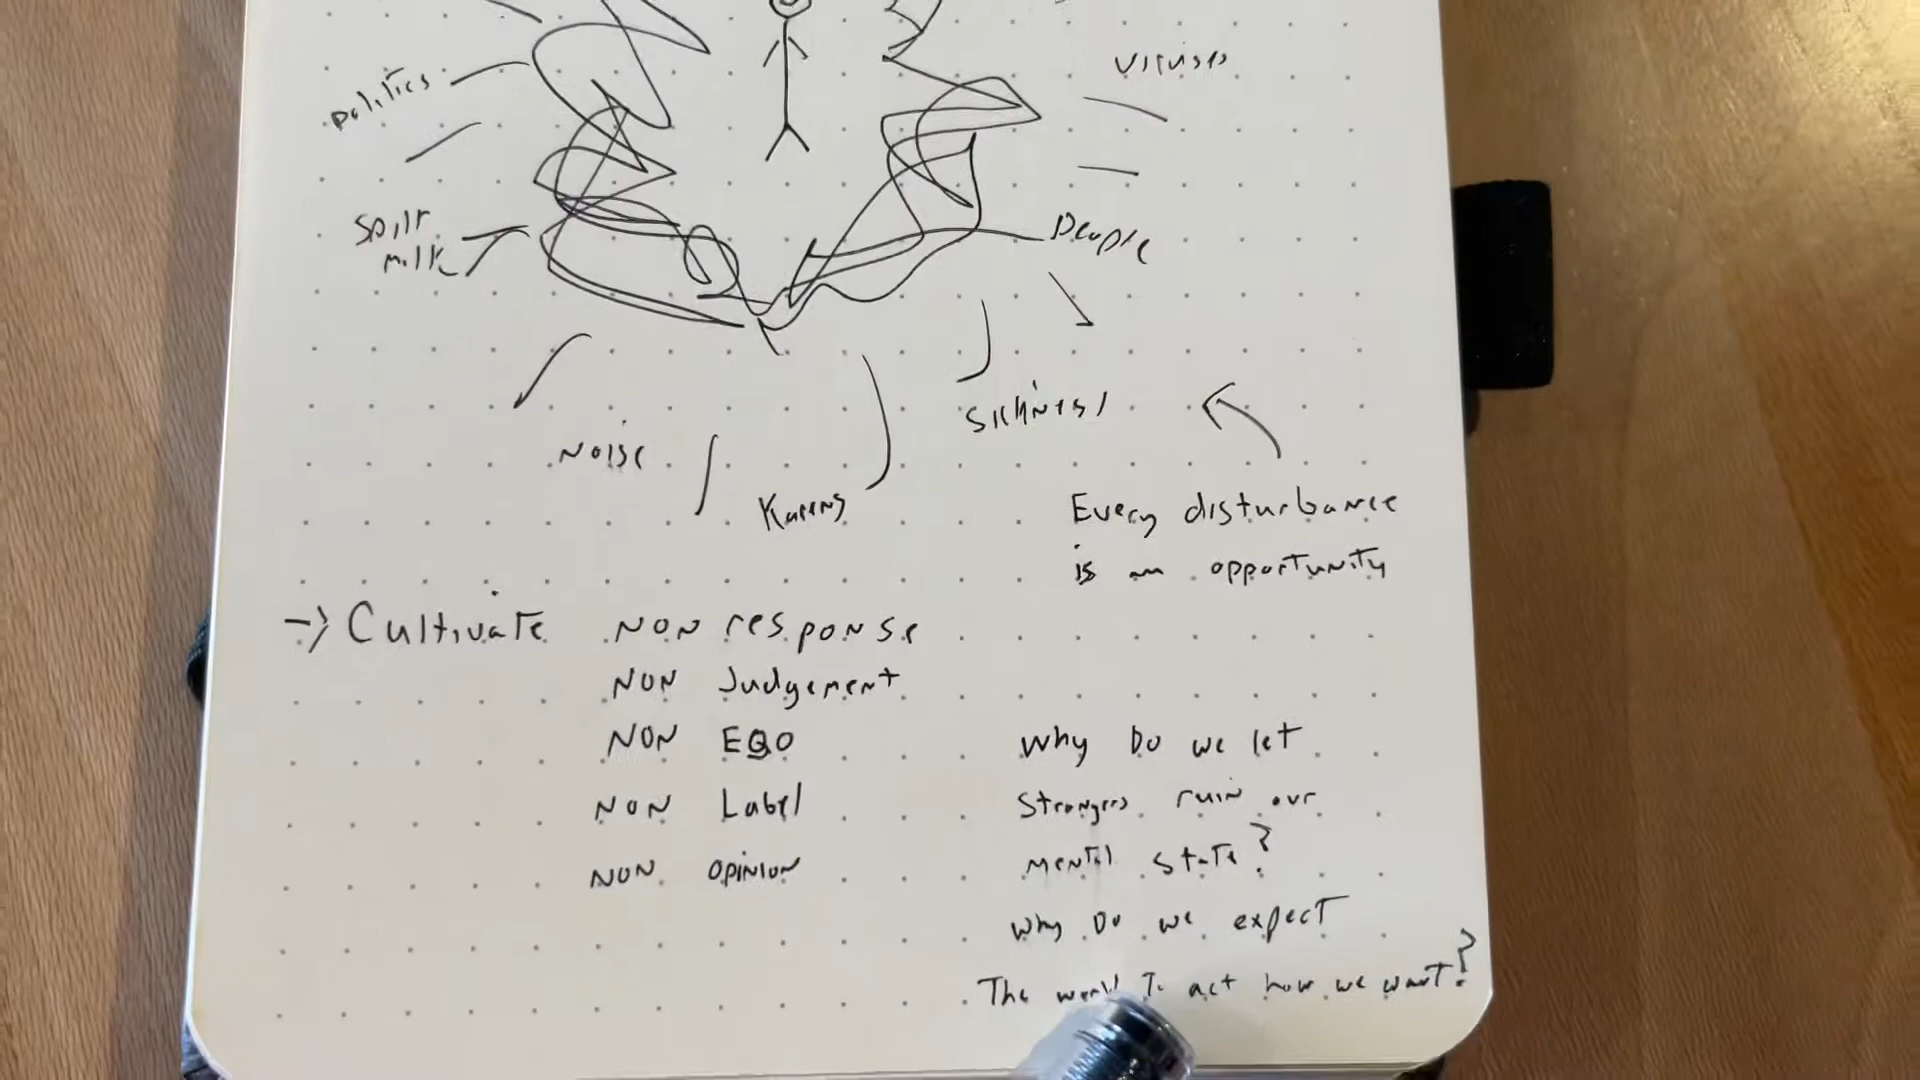 Viruses
Politics
Spilt
milk
People
Sickness
Noise
Karens
Every disturbance
is an opportunity
-> Cultivate NON response
NON Judgement
NON EGO
NON Label
NON Opinion
Why Do we let
Strangers ruin our
mental state?
Why Do we expect
The world To act how we want?